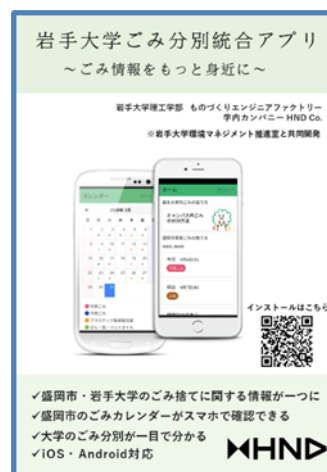 岩手大学ごみ分別統合アプリ
～ごみ情報をもっと身近に～
岩手大学理工学部 ものづくりエンジニアファクトリー
学内カンパニー HND Co.
※岩手大学環境マネジメント推進室と共同開発
カレンダー
ホーム
インストールはこちら
✓盛岡市・岩手大学のごみ捨てに関する情報が一つに
✓盛岡市のごみカレンダーがスマホで確認できる
✓大学のごみ分別が一目で分かる
✓iOS・Android対応
HND